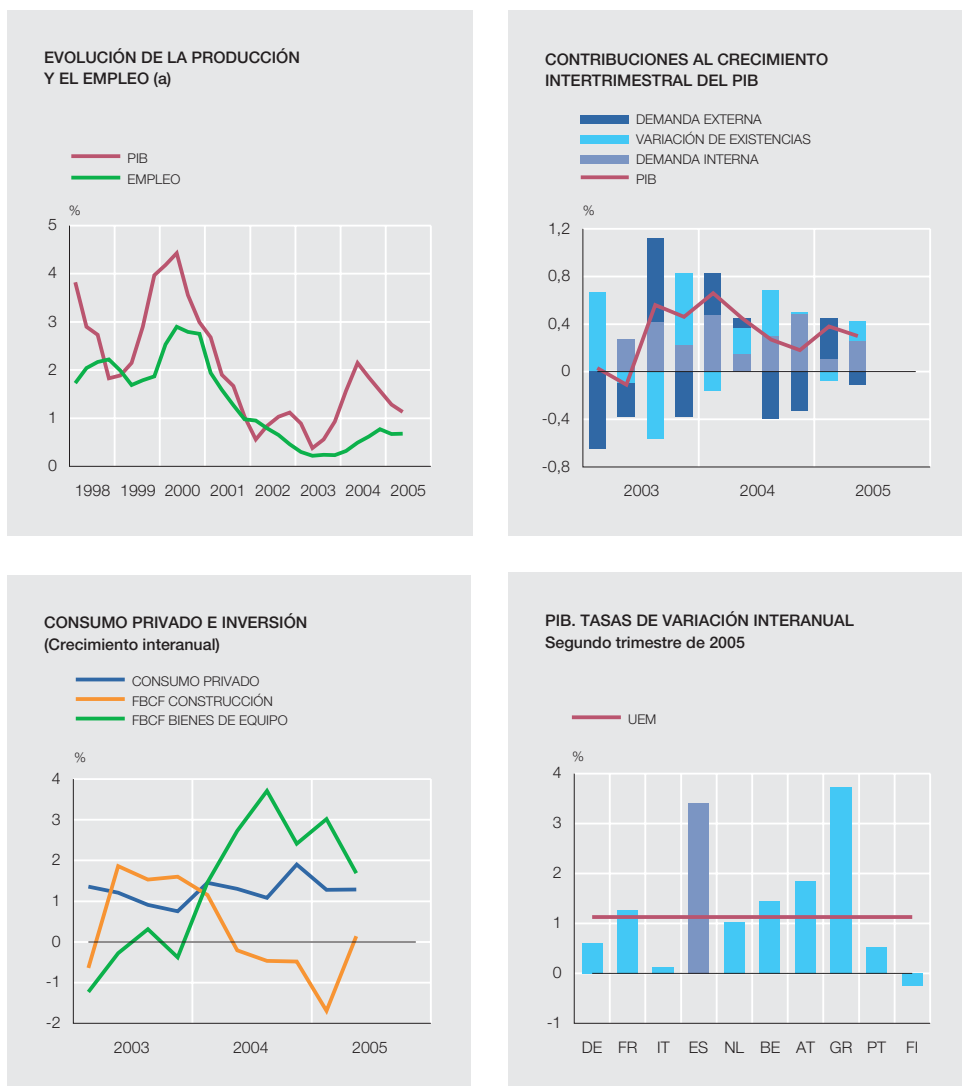 EVOLUCIÓN DE LA PRODUCCIÓN
Y EL EMPLEO (a)
PIB
EMPLEO
%
5
4
3
2
1
0
1998 1999 2000 2001 2002 2003 2004 2005
CONTRIBUCIONES AL CRECIMIENTO
INTERTRIMESTRAL DEL PIB
DEMANDA EXTERNA
VARIACIÓN DE EXISTENCIAS
DEMANDA INTERNA
PIB
%
1,2
0,8
0,4
0
-0,4
-0,8
2003 2004 2005
CONSUMO PRIVADO E INVERSIÓN
(Crecimiento interanual)
CONSUMO PRIVADO
FBCF CONSTRUCCIÓN
FBCF BIENES DE EQUIPO
%
4
3
2
1
0
-1
-2
2003 2004 2005
PIB. TASAS DE VARIACIÓN INTERANUAL
Segundo trimestre de 2005
UEM
%
4
3
2
1
0
-1
DE FR IT ES NL BE AT GR PT FI